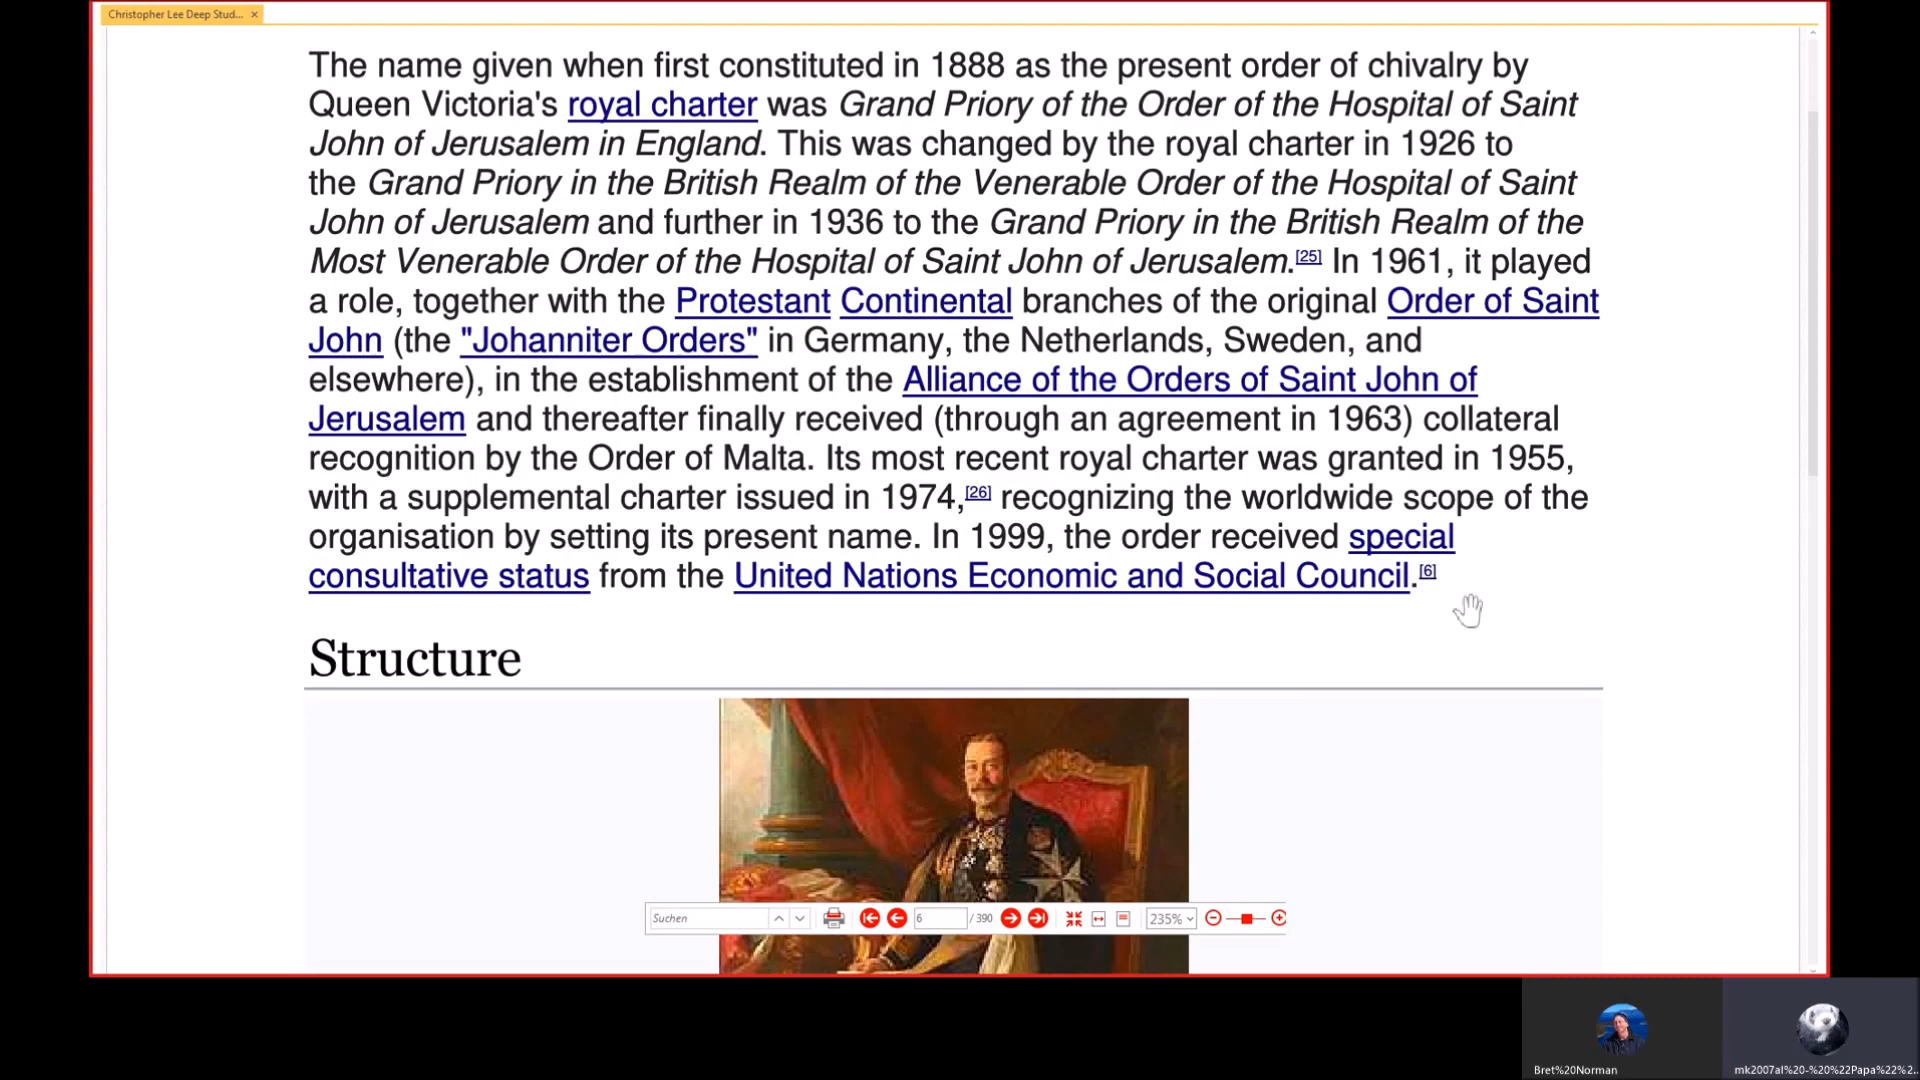 Christopher Lee Deep Stud... ×
The name given when first constituted in 1888 as the present order of chivalry by
Queen Victoria's royal charter was Grand Priory of the Order of the Hospital of Saint
John of Jerusalem in England. This was changed by the royal charter in 1926 to
the Grand Priory in the British Realm of the Venerable Order of the Hospital of Saint
John of Jerusalem and further in 1936 to the Grand Priory in the British Realm of the
Most Venerable Order of the Hospital of Saint John of Jerusalem.[25] In 1961, it played
a role, together with the Protestant Continental branches of the original Order of Saint
John (the "Johanniter Orders" in Germany, the Netherlands, Sweden, and
elsewhere), in the establishment of the Alliance of the Orders of Saint John of
Jerusalem and thereafter finally received (through an agreement in 1963) collateral
recognition by the Order of Malta. Its most recent royal charter was granted in 1955,
with a supplemental charter issued in 1974,[26] recognizing the worldwide scope of the
organisation by setting its present name. In 1999, the order received special
consultative status from the United Nations Economic and Social Council.[6]
Structure
Suchen 6 / 390 235%
Bret%20Norman
mk2007al%20-%20%22Papa%22%2...